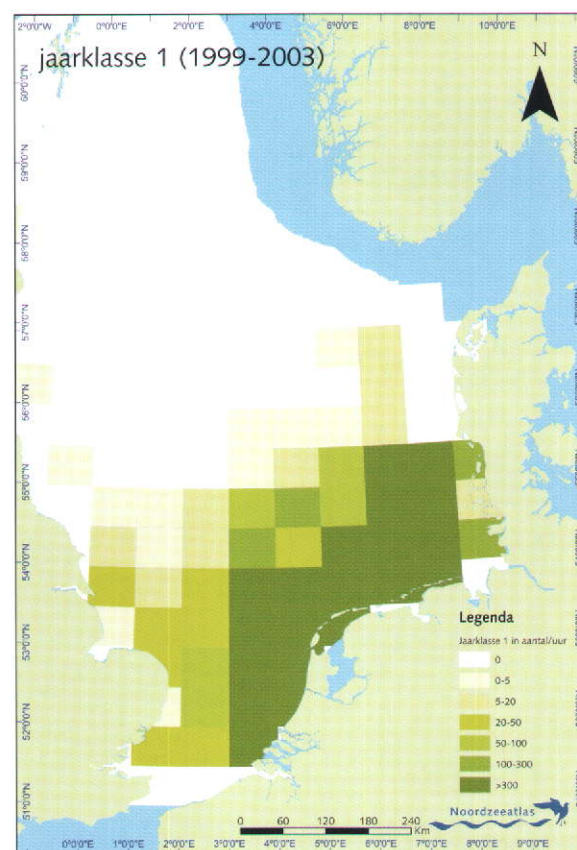 2°0'0"W 0°0'0"E 2°0'0"E 4°0'0"E 6°0'0"E 8°0'0"E 10°0'0"E
jaarklasse 1 (1999-2003)
N
60°0'0"N
59°0'0"N
58°0'0"N
57°0'0"N
56°0'0"N
55°0'0"N
54°0'0"N
53°0'0"N
52°0'0"N
51°0'0"N
Legenda
Jaarklasse 1 in aantal/uur
0
0-5
5-20
20-50
50-100
100-300
>300
Noordzeeatlas
0 60 120 180 240
Km
0°0'0"E 1°0'0"E 2°0'0"E 3°0'0"E 4°0'0"E 5°0'0"E 6°0'0"E 7°0'0"E 8°0'0"E 9°0'0"E